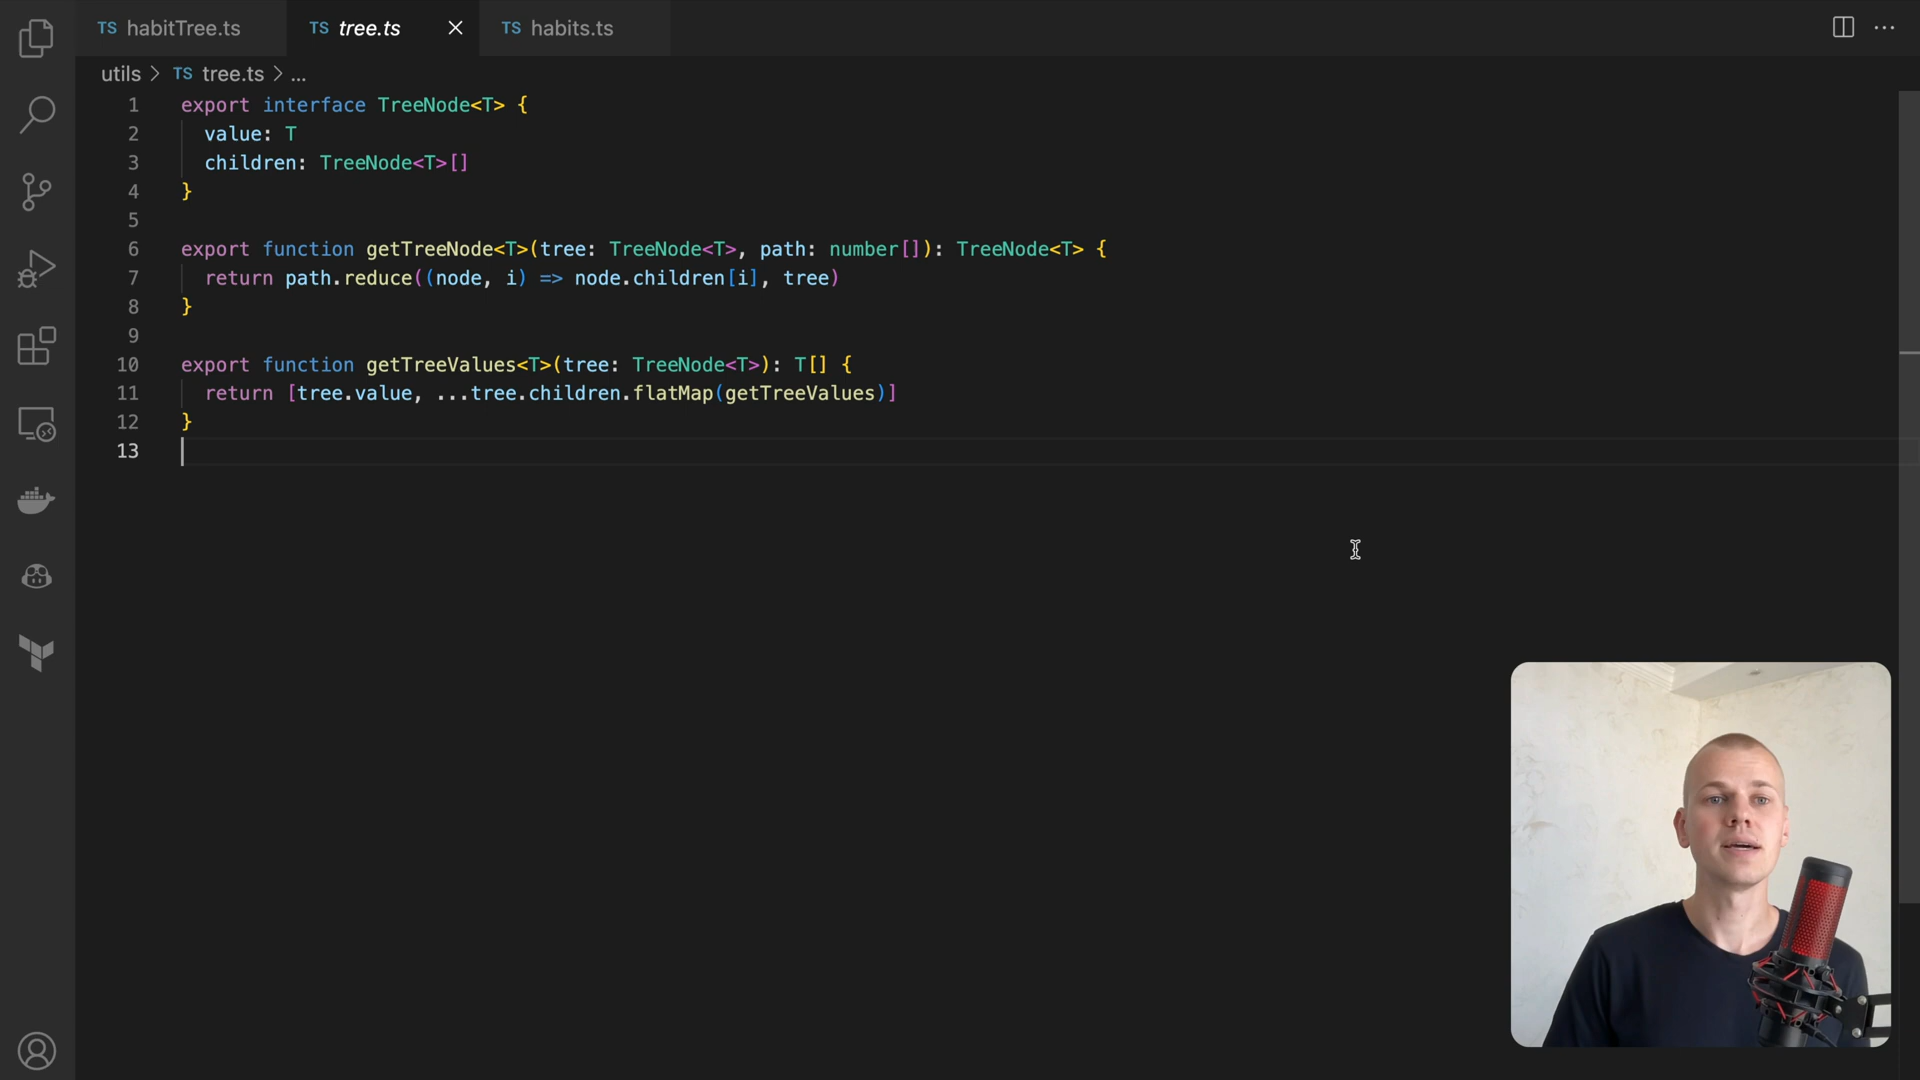 TS habitTree.ts TS tree.ts TS habits.ts
utils > TS tree.ts > ...
1 export interface TreeNode<T> {
2 value: T
3 children: TreeNode<T>[]
4 }
5
6 export function getTreeNode<T>(tree: TreeNode<T>, path: number[]): TreeNode<T> {
7 return path.reduce((node, i) => node.children[i], tree)
8 }
9
10 export function getTreeValues<T>(tree: TreeNode<T>): T[] {
11 return [tree.value, ...tree.children.flatMap(getTreeValues)]
12 }
13